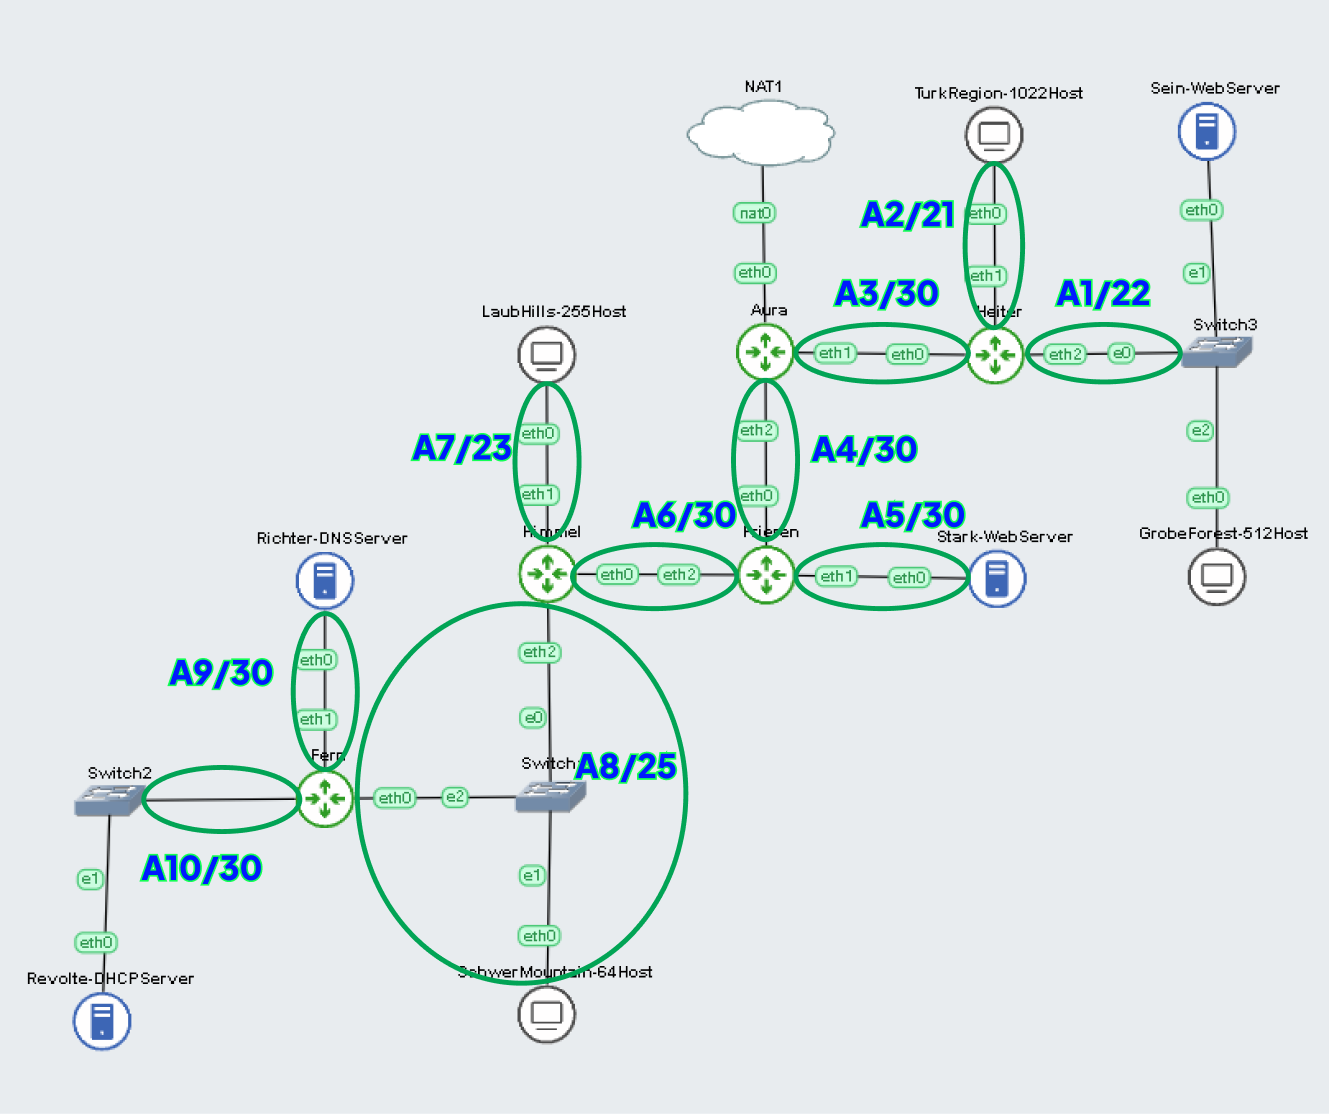 NAT1
TurkRegion-1022Host
Sein-WebServer
nat0
A2/21
eth0
eth0
eth0
eth1
e1
A3/30
A1/22
LaubHills-255Host
Aura
Heiter
Switch3
eth1
eth0
eth2
e0
A7/23
eth0
eth2
A4/30
e2
eth1
eth0
eth0
A6/30
A5/30
Richter-DNSServer
Himmel
Frieren
Stark-WebServer
GrobeForest-512Host
eth0
eth2
eth1
eth0
A9/30
eth0
eth1
eth2
e0
Fern
Switch2
Switch
A8/25
eth0
e2
A10/30
e1
e1
eth0
eth0
Revolte-DHCPServer
SchwerMountain-64Host